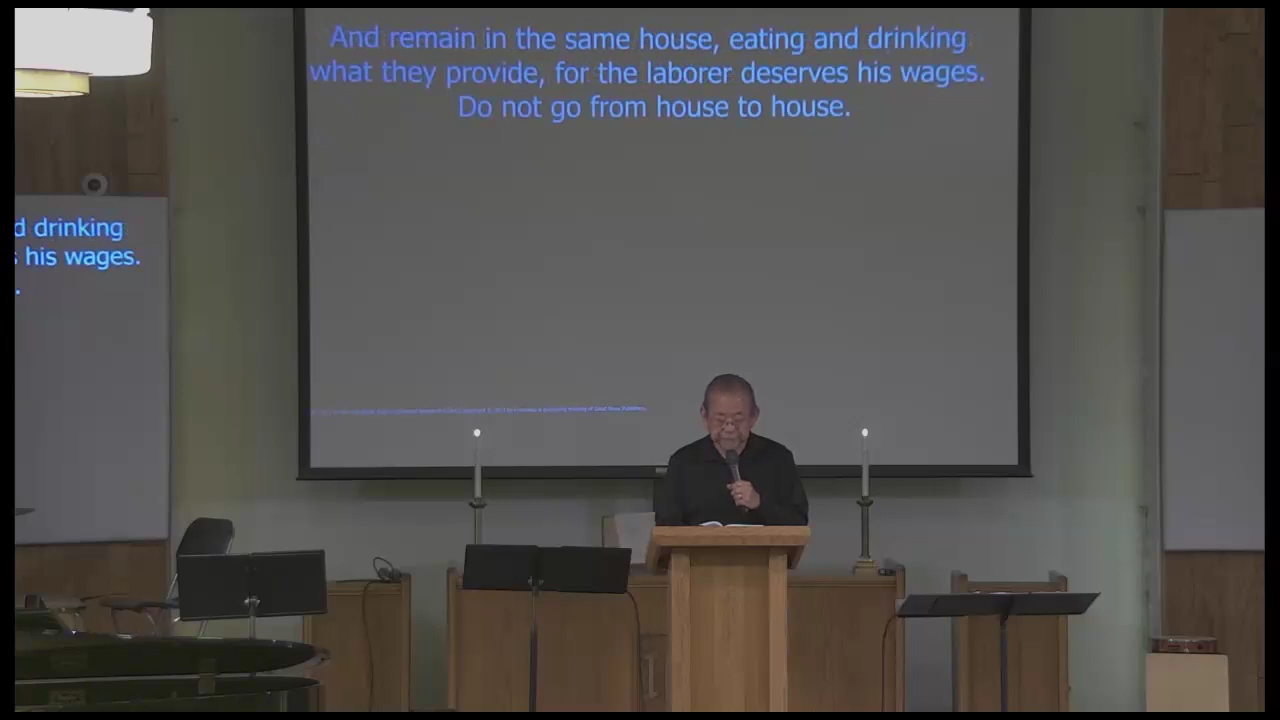 And remain in the same house, eating and drinking
what they provide, for the laborer deserves his wages.
Do not go from house to house.
d drinking
s his wages.
.